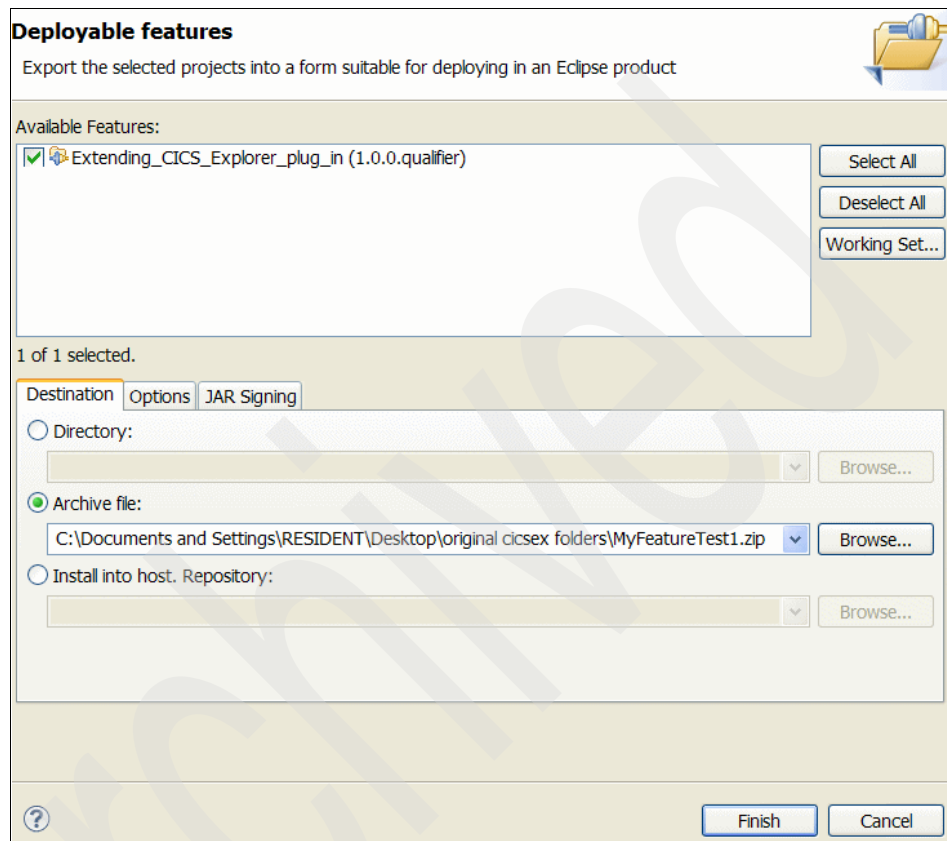 Deployable features
Export the selected projects into a form suitable for deploying in an Eclipse product
Available Features:
Extending_CICS_Explorer_plug_in (1.0.0.qualifier)
Select All
Deselect All
Working Set...
1 of 1 selected.
Destination Options JAR Signing
Directory:
Browse...
Archive file:
C:\Documents and Settings\RESIDENT\Desktop\original cicsex folders\MyFeatureTest1.zip Browse...
Install into host. Repository:
Browse...
? Finish Cancel
Archived